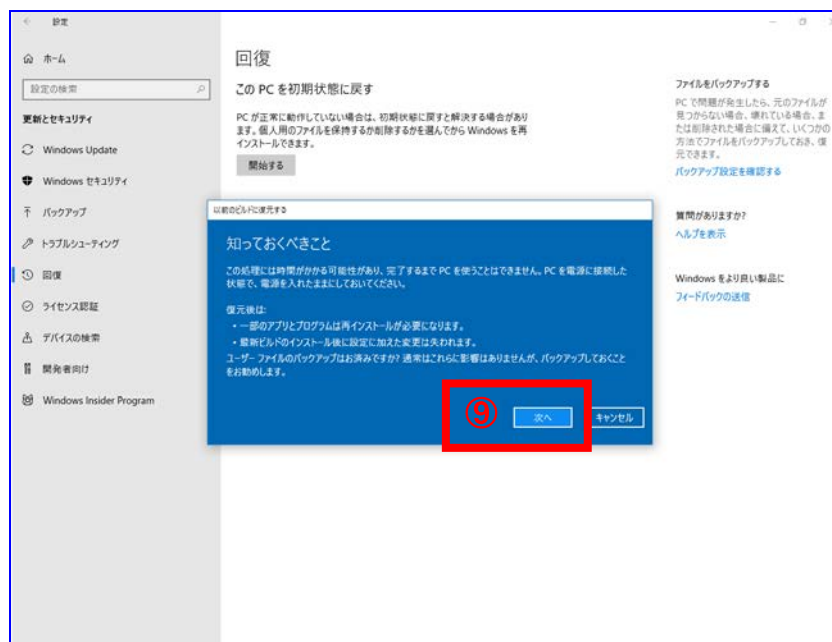 設定
ホーム
設定の検索
更新とセキュリティ
Windows Update
Windows セキュリティ
バックアップ
トラブルシューティング
回復
ライセンス認証
デバイスの検索
開発者向け
Windows Insider Program
回復
この PC を初期状態に戻す
PC が正常に動作していない場合は、初期状態に戻すと解決する場合があり
ます。個人用のファイルを保持するか削除するかを選んでから Windows を再
インストールできます。
開始する
以前のビルドに復元する
知っておくべきこと
この処理には時間がかかる可能性があり、完了するまで PC を使うことはできません。PC を電源に接続した
状態で、電源を入れたままにしておいてください。
復元後は:
・一部のアプリとプログラムは再インストールが必要になります。
・最新ビルドのインストール後に設定に加えた変更は失われます。
ユーザー ファイルのバックアップはお済みですか? 通常はこれらに影響はありませんが、バックアップしておくこと
をお勧めします。
⑨
次へ
キャンセル
ファイルをバックアップする
PC で問題が発生したら、元のファイルが
見つからない場合、壊れている場合、ま
たは削除された場合に備えて、いくつかの
方法でファイルをバックアップしておき、復
元できます。
バックアップ設定を確認する
質問がありますか?
ヘルプを表示
Windows をより良い製品に
フィードバックの送信